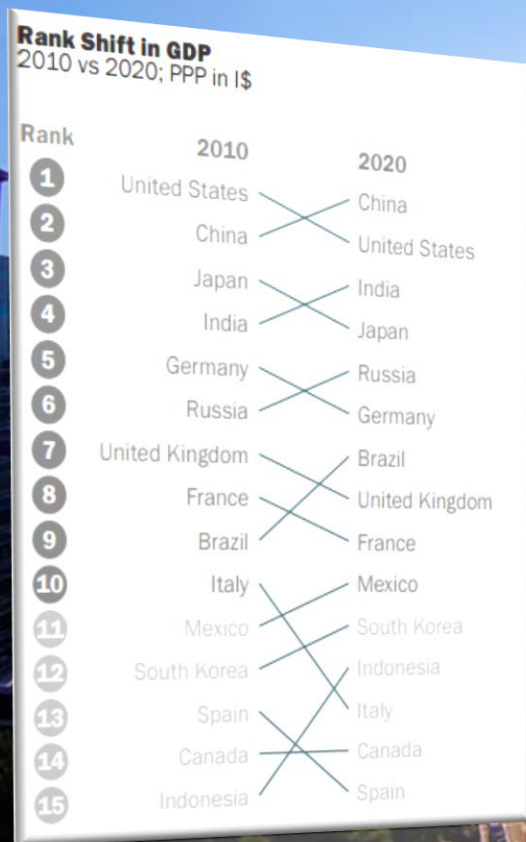 Rank Shift in GDP
2010 vs 2020; PPP in I$
Rank 2010 2020
1 United States China
2 China United States
3 Japan India
4 India Japan
5 Germany Russia
6 Russia Germany
7 United Kingdom Brazil
8 France United Kingdom
9 Brazil France
10 Italy Mexico
11 Mexico South Korea
12 South Korea Indonesia
13 Spain Italy
14 Canada Canada
15 Indonesia Spain